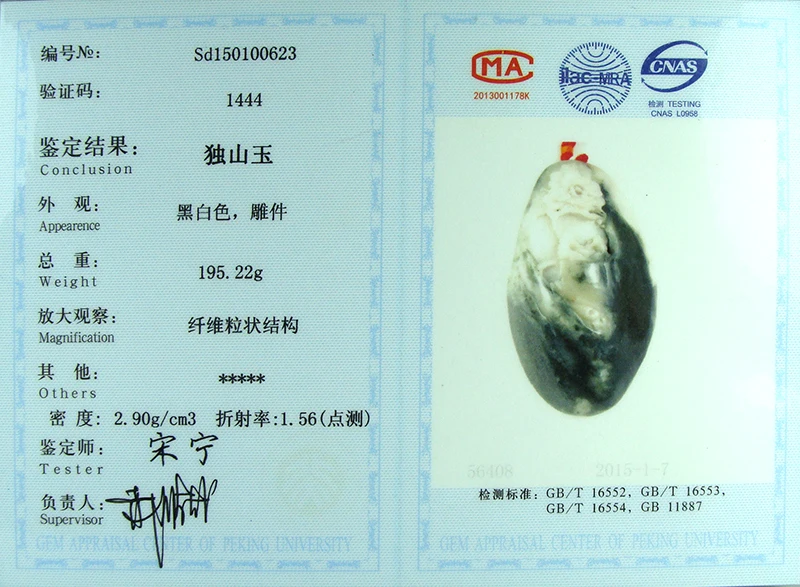 编号№: Sd150100623
验证码: 1444
鉴定结果: 独山玉
Conclusion
外 观: 黑白色，雕件
Appearence
总 重: 195.22g
Weight
放大观察: 纤维粒状结构
Magnification
其 他: *****
Others
密 度: 2.90g/cm3 折射率:1.56(点测)
鉴定师: 宋宁
Tester
负责人:
Supervisor
GEM APPRAISAL CENTER OF PEKING UNIVERSITY
CMA
2013001178K
ilac-MRA
CNAS
检测 TESTING
CNAS L0958
56408 2015-1-7
检测标准: GB/T 16552, GB/T 16553,
GB/T 16554, GB 11887
GEM APPRAISAL CENTER OF PEKING UNIVERSITY